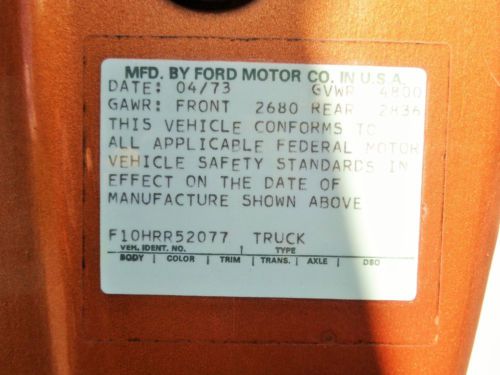 MFD. BY FORD MOTOR CO. IN U.S.A.
DATE: 04/73 GVWR 4800
GAWR: FRONT 2680 REAR 2836
THIS VEHICLE CONFORMS TO
ALL APPLICABLE FEDERAL MOTOR
VEHICLE SAFETY STANDARDS IN
EFFECT ON THE DATE OF
MANUFACTURE SHOWN ABOVE
F10HRR52077 TRUCK
VEH. IDENT. NO. TYPE
BODY | COLOR | TRIM | TRANS. | AXLE | DSO